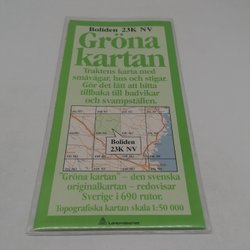 Boliden 23K NV
Gröna
kartan
Traktens karta med
småvägar, hus och stigar.
Gör det lätt att hitta
tillbaka till badvikar
och svampställen.
Boliden
23K NV
"Gröna kartan" – den svenska
originalkartan – redovisar
Sverige i 690 rutor.
Topografiska kartan skala 1:50 000